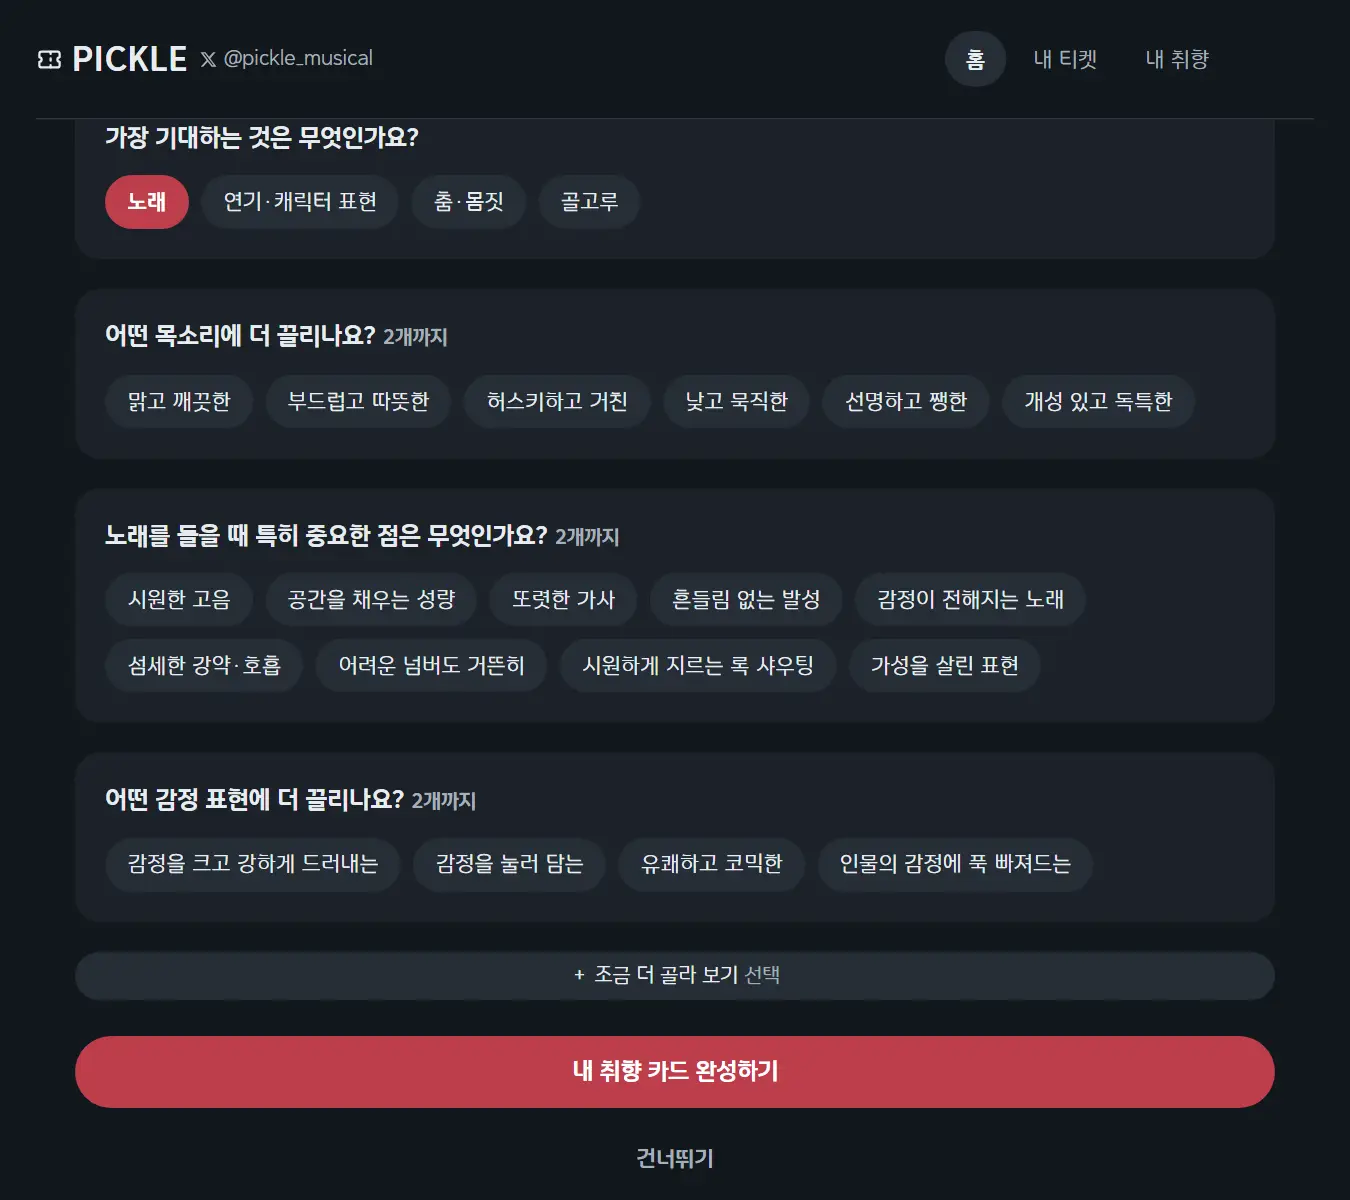 PICKLE @pickle_musical 홈 내 티켓 내 취향
가장 기대하는 것은 무엇인가요?
노래 연기·캐릭터 표현 춤·몸짓 골고루
어떤 목소리에 더 끌리나요? 2개까지
맑고 깨끗한 부드럽고 따뜻한 허스키하고 거친 낮고 묵직한 선명하고 쨍한 개성 있고 독특한
노래를 들을 때 특히 중요한 점은 무엇인가요? 2개까지
시원한 고음 공간을 채우는 성량 또렷한 가사 흔들림 없는 발성 감정이 전해지는 노래
섬세한 강약·호흡 어려운 넘버도 거뜬히 시원하게 지르는 록 샤우팅 가성을 살린 표현
어떤 감정 표현에 더 끌리나요? 2개까지
감정을 크고 강하게 드러내는 감정을 눌러 담는 유쾌하고 코믹한 인물의 감정에 푹 빠져드는
+ 조금 더 골라 보기 선택
내 취향 카드 완성하기
건너뛰기